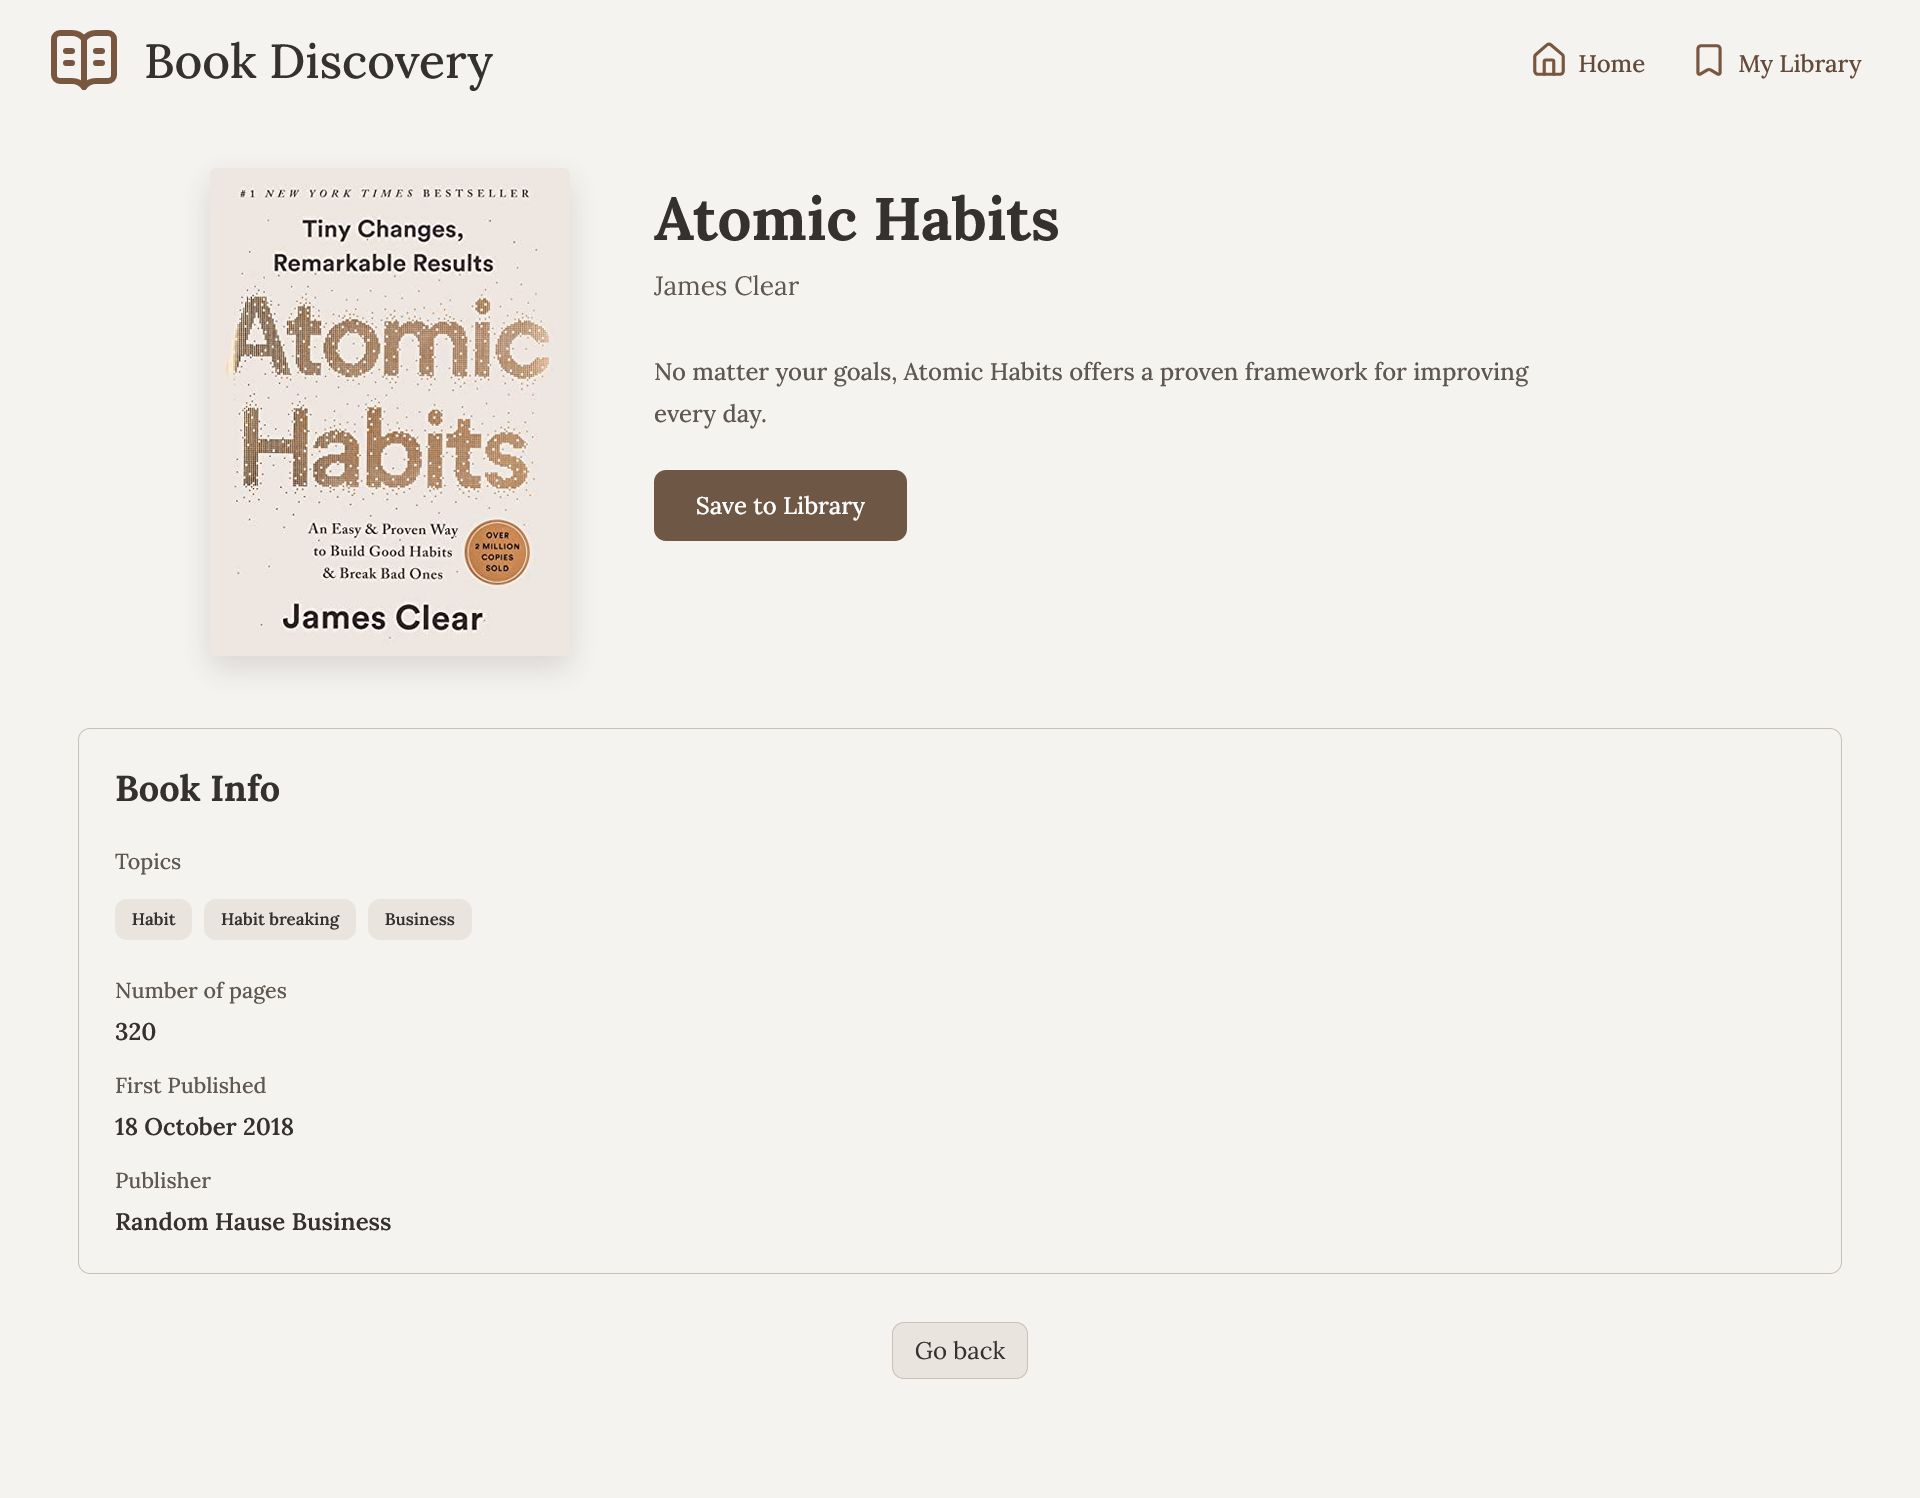 Book Discovery
Home
My Library
#1 NEW YORK TIMES BESTSELLER
Tiny Changes,
Remarkable Results
Atomic
Habits
An Easy & Proven Way
to Build Good Habits
& Break Bad Ones
OVER
2 MILLION
COPIES
SOLD
James Clear
Atomic Habits
James Clear
No matter your goals, Atomic Habits offers a proven framework for improving
every day.
Save to Library
Book Info
Topics
Habit
Habit breaking
Business
Number of pages
320
First Published
18 October 2018
Publisher
Random Hause Business
Go back